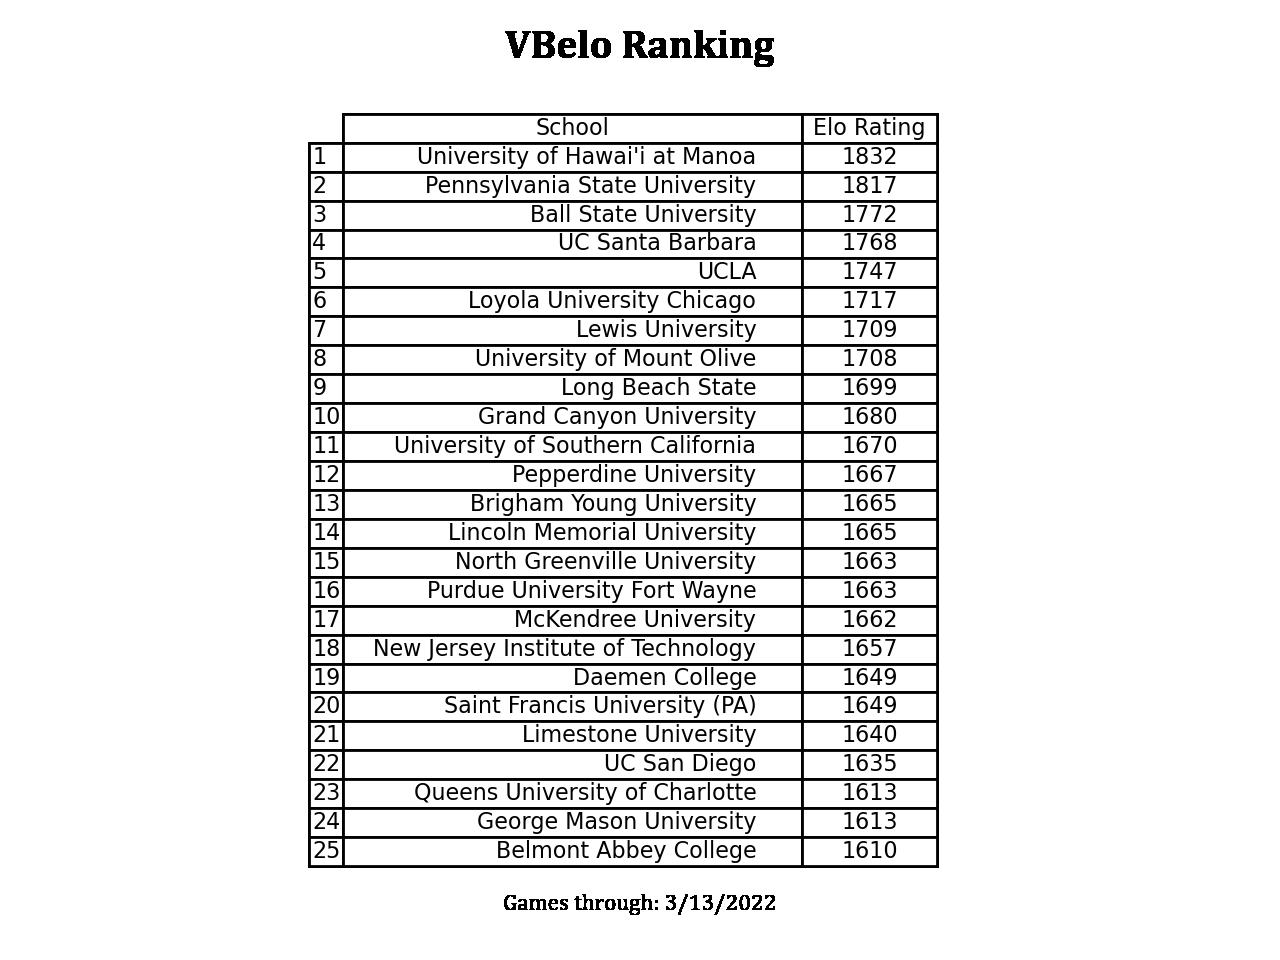 VBelo Ranking
School Elo Rating
1 University of Hawai'i at Manoa 1832
2 Pennsylvania State University 1817
3 Ball State University 1772
4 UC Santa Barbara 1768
5 UCLA 1747
6 Loyola University Chicago 1717
7 Lewis University 1709
8 University of Mount Olive 1708
9 Long Beach State 1699
10 Grand Canyon University 1680
11 University of Southern California 1670
12 Pepperdine University 1667
13 Brigham Young University 1665
14 Lincoln Memorial University 1665
15 North Greenville University 1663
16 Purdue University Fort Wayne 1663
17 McKendree University 1662
18 New Jersey Institute of Technology 1657
19 Daemen College 1649
20 Saint Francis University (PA) 1649
21 Limestone University 1640
22 UC San Diego 1635
23 Queens University of Charlotte 1613
24 George Mason University 1613
25 Belmont Abbey College 1610
Games through: 3/13/2022